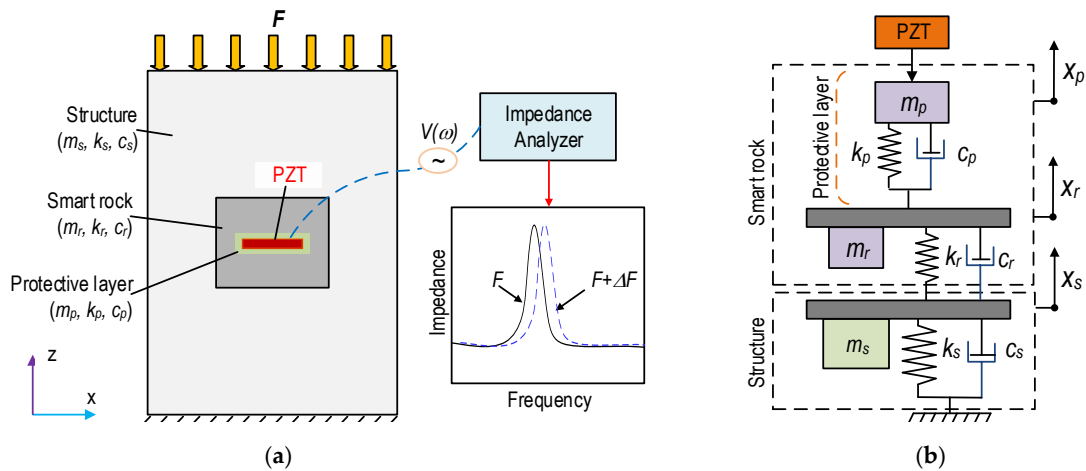 F
Structure
(ms, ks, cs)
Smart rock
(mr, kr, cr)
Protective layer
(mp, kp, cp)
PZT
V(ω)
~
Impedance
Analyzer
Impedance
F
F+ΔF
Frequency
z
x
(a)
PZT
Smart rock
Protective layer
mp
kp
cp
xp
mr
kr
cr
xr
Structure
ms
ks
cs
xs
(b)